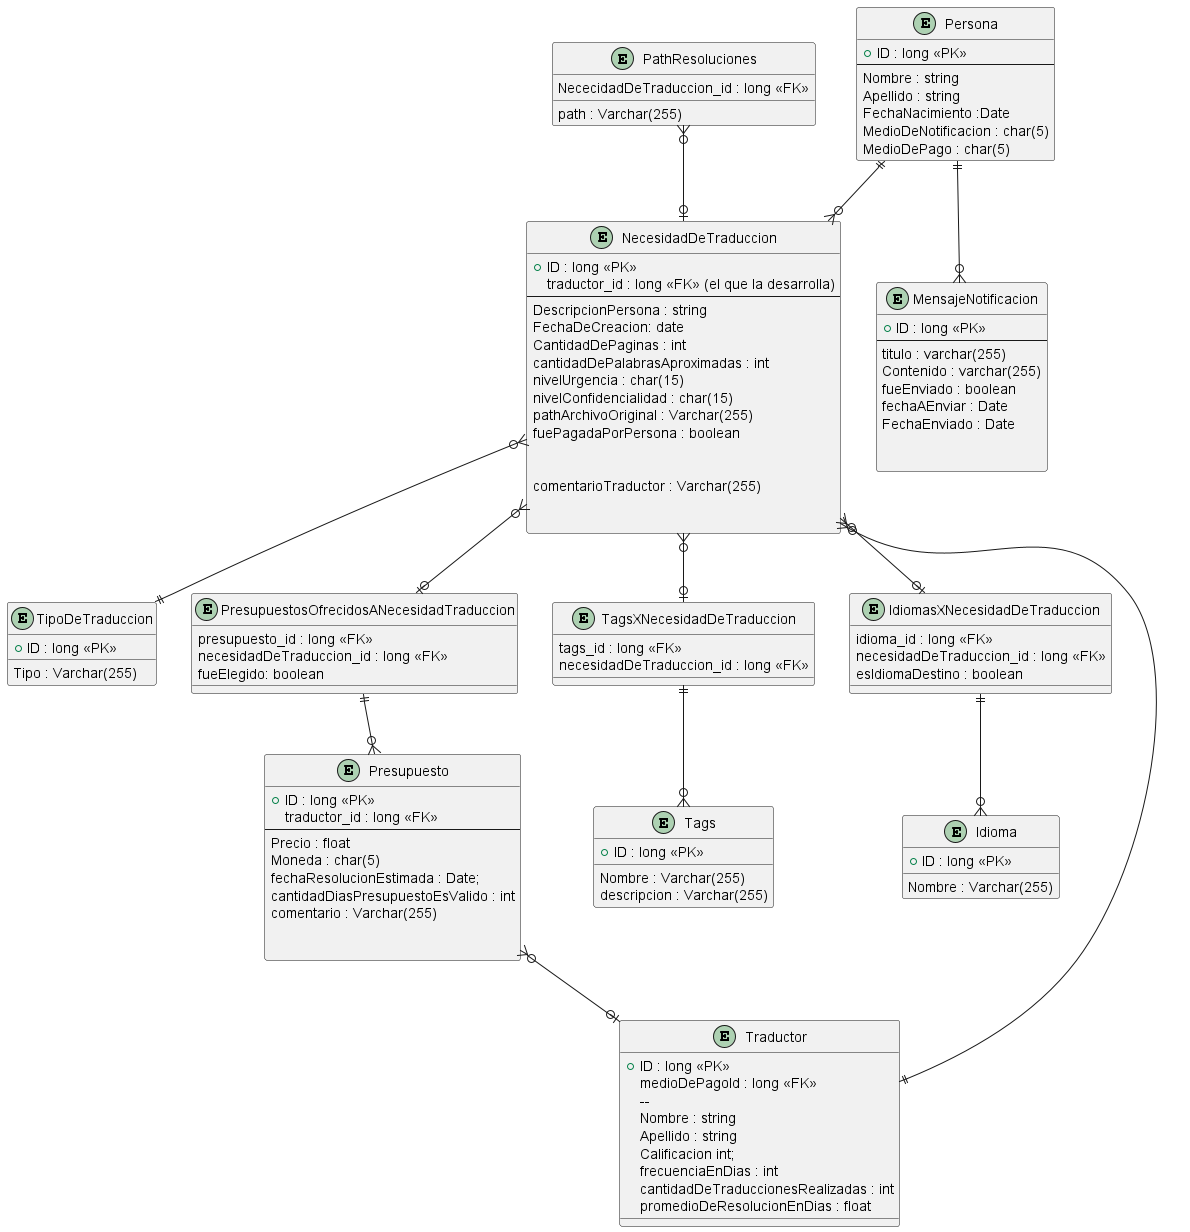 E Persona
ID : long «PK»
Nombre : string
Apellido : string
FechaNacimiento :Date
MedioDeNotificacion : char(5)
MedioDePago : char(5)
E PathResoluciones
NececidadDeTraduccion_id : long «FK»
path : Varchar(255)
E NecesidadDeTraduccion
ID : long «PK»
traductor_id : long «FK» (el que la desarrolla)
DescripcionPersona : string
FechaDeCreacion: date
CantidadDePaginas : int
cantidadDePalabrasAproximadas : int
nivelUrgencia : char(15)
nivelConfidencialidad : char(15)
pathArchivoOriginal : Varchar(255)
fuePagadaPorPersona : boolean
comentarioTraductor : Varchar(255)
E MensajeNotificacion
ID : long «PK»
titulo : varchar(255)
Contenido : varchar(255)
fueEnviado : boolean
fechaAEnviar : Date
FechaEnviado : Date
E TipoDeTraduccion
ID : long «PK»
Tipo : Varchar(255)
E PresupuestosOfrecidosANecesidadTraduccion
presupuesto_id : long «FK»
necesidadDeTraduccion_id : long «FK»
fueElegido: boolean
E TagsXNecesidadDeTraduccion
tags_id : long «FK»
necesidadDeTraduccion_id : long «FK»
E IdiomasXNecesidadDeTraduccion
idioma_id : long «FK»
necesidadDeTraduccion_id : long «FK»
esIdiomaDestino : boolean
E Presupuesto
ID : long «PK»
traductor_id : long «FK»
Precio : float
Moneda : char(5)
fechaResolucionEstimada : Date;
cantidadDiasPresupuestoEsValido : int
comentario : Varchar(255)
E Tags
ID : long «PK»
Nombre : Varchar(255)
descripcion : Varchar(255)
E Idioma
ID : long «PK»
Nombre : Varchar(255)
E Traductor
ID : long «PK»
medioDePagoId : long «FK»
--
Nombre : string
Apellido : string
Calificacion int;
frecuenciaEnDias : int
cantidadDeTraduccionesRealizadas : int
promedioDeResolucionEnDias : float